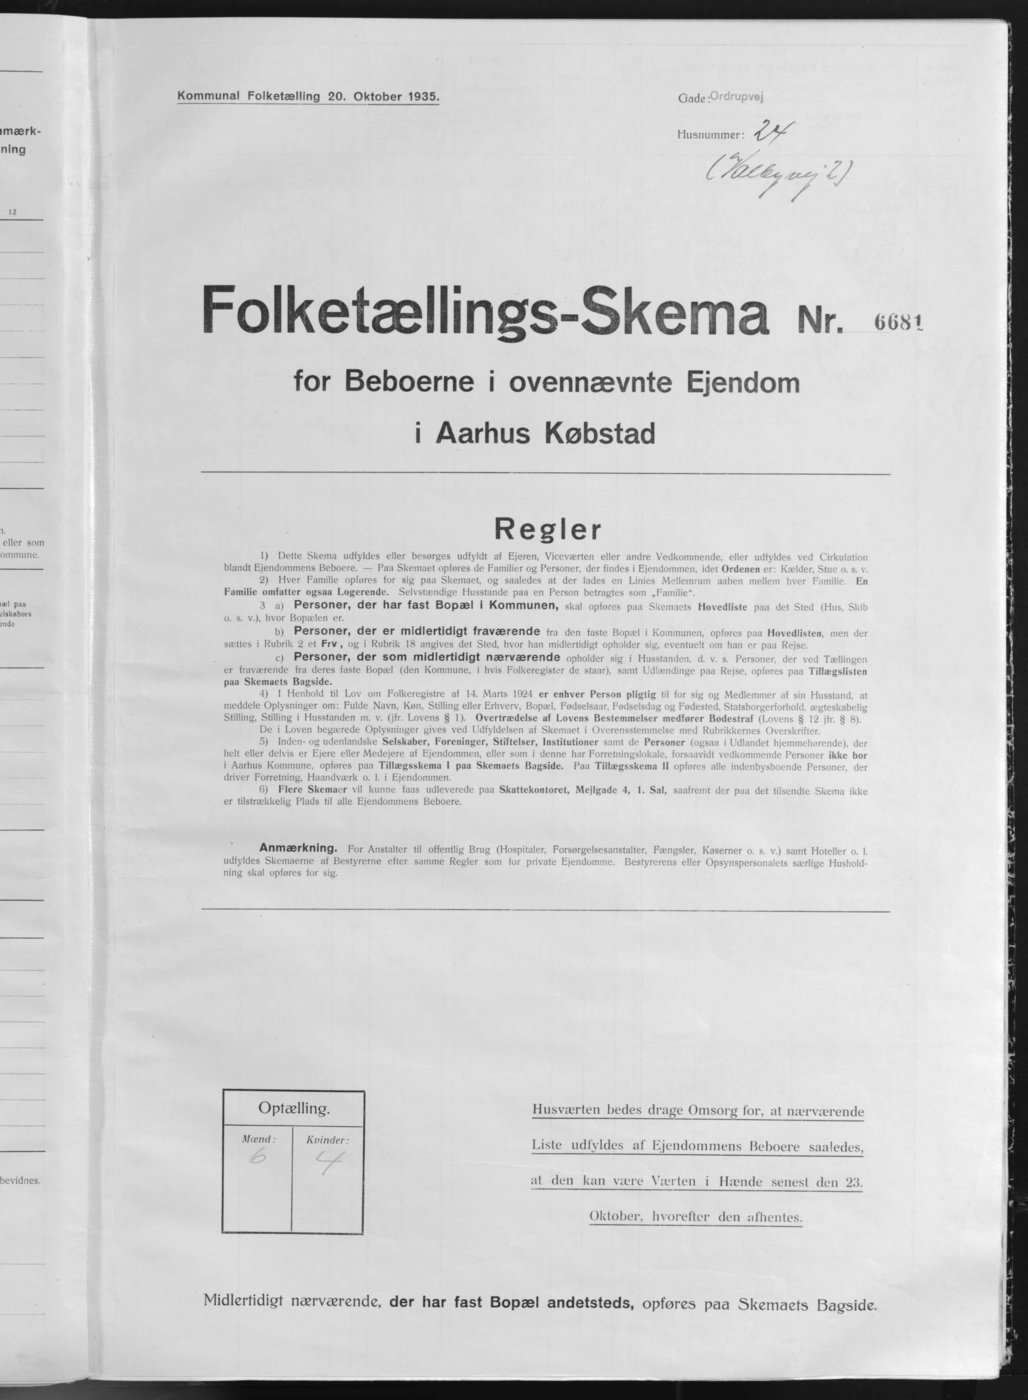 mærk-
ning
12
eller som
ommune.
bevidnes.
Kommunal Folketælling 20. Oktober 1935.
Gade: Ordrupvej
Husnummer: 24
(Valbyvej 2)
Folketællings-Skema Nr. 6681
for Beboerne i ovennævnte Ejendom
i Aarhus Købstad
Regler
1) Dette Skema udfyldes eller besørges udfyldt af Ejeren, Viceværten eller andre Vedkommende, eller udfyldes ved Cirkulation
blandt Ejendommens Beboere. — Paa Skemaet opføres de Familier og Personer, der findes i Ejendommen, idet Ordenen er: Kælder, Stue o. s. v.
2) Hver Familie opføres for sig paa Skemaet, og saaledes at der lades en Linies Mellemrum aaben mellem hver Familie. En
Familie omfatter ogsaa Logerende. Selvstændige Husstande paa en Person betragtes som „Familie“.
3 a) Personer, der har fast Bopæl i Kommunen, skal opføres paa Skemaets Hovedliste paa det Sted (Hus, Skib
o. s. v.), hvor Bopælen er.
b) Personer, der er midlertidigt fraværende fra den faste Bopæl i Kommunen, opføres paa Hovedlisten, men der
sættes i Rubrik 2 et Frv, og i Rubrik 18 angives det Sted, hvor han midlertidigt opholder sig, eventuelt om han er paa Rejse.
c) Personer, der som midlertidigt nærværende opholder sig i Husstanden, d. v. s. Personer, der ved Tællingen
er fraværende fra deres faste Bopæl (den Kommune, i hvis Folkeregister de staar), samt Udlændinge paa Rejse, opføres paa Tillægslisten
paa Skemaets Bagside.
4) I Henhold til Lov om Folkeregistre af 14. Marts 1924 er enhver Person pligtig til for sig og Medlemmer af sin Husstand, at
meddele Oplysninger om: Fulde Navn, Køn, Stilling eller Erhverv, Bopæl, Fødselsaar, Fødselsdag og Fødested, Statsborgerforhold, ægteskabelig
Stilling, Stilling i Husstanden m. v. (jfr. Lovens § 1). Overtrædelse af Lovens Bestemmelser medfører Bødestraf (Lovens § 12 jfr. § 8).
De i Loven begærede Oplysninger gives ved Udfyldelsen af Skemaet i Overensstemmelse med Rubrikkernes Overskrifter.
5) Inden- og udenlandske Selskaber, Foreninger, Stiftelser, Institutioner samt de Personer (ogsaa i Udlandet hjemmehørende), der
helt eller delvis er Ejere eller Medejere af Ejendommen, eller som i denne har Forretningslokale, forsaavidt vedkommende Personer ikke bor
i Aarhus Kommune, opføres paa Tillægsskema I paa Skemaets Bagside. Paa Tillægsskema II opføres alle indenbysboende Personer, der
driver Forretning, Haandværk o. l. i Ejendommen.
6) Flere Skemaer vil kunne faas udleverede paa Skattekontoret, Mejlgade 4, 1. Sal, saafremt der paa det tilsendte Skema ikke
er tilstrækkelig Plads til alle Ejendommens Beboere.
Anmærkning. For Anstalter til offentlig Brug (Hospitaler, Forsørgelsesanstalter, Fængsler, Kaserner o. s. v.) samt Hoteller o. l.
udfyldes Skemaerne af Bestyrerne efter samme Regler som for private Ejendomme. Bestyrerens eller Opsynspersonalets særlige Hushold-
ning skal opføres for sig.
Optælling.
Mænd: Kvinder:
6 4
Husværten bedes drage Omsorg for, at nærværende
Liste udfyldes af Ejendommens Beboere saaledes,
at den kan være Værten i Hænde senest den 23.
Oktober, hvorefter den afhentes.
Midlertidigt nærværende, der har fast Bopæl andetsteds, opføres paa Skemaets Bagside.